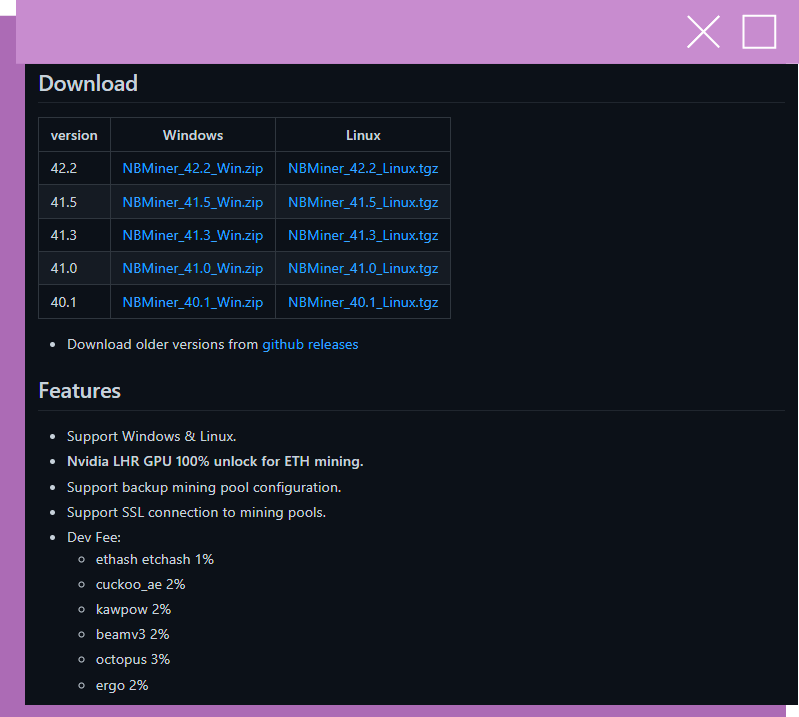 Download
version Windows Linux
42.2 NBMiner_42.2_Win.zip NBMiner_42.2_Linux.tgz
41.5 NBMiner_41.5_Win.zip NBMiner_41.5_Linux.tgz
41.3 NBMiner_41.3_Win.zip NBMiner_41.3_Linux.tgz
41.0 NBMiner_41.0_Win.zip NBMiner_41.0_Linux.tgz
40.1 NBMiner_40.1_Win.zip NBMiner_40.1_Linux.tgz
Download older versions from github releases
Features
Support Windows & Linux.
Nvidia LHR GPU 100% unlock for ETH mining.
Support backup mining pool configuration.
Support SSL connection to mining pools.
Dev Fee:
ethash etchash 1%
cuckoo_ae 2%
kawpow 2%
beamv3 2%
octopus 3%
ergo 2%